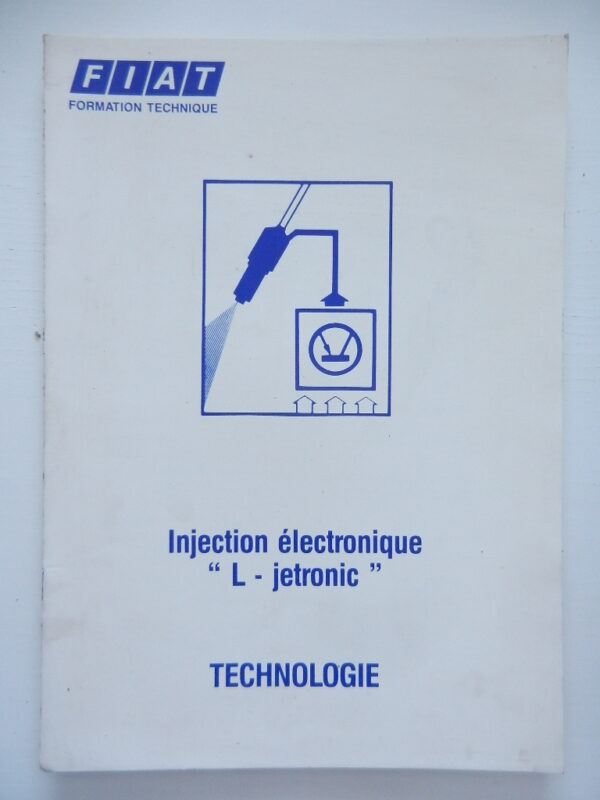 FIAT
FORMATION TECHNIQUE
Injection électronique
“ L - jetronic ”
TECHNOLOGIE